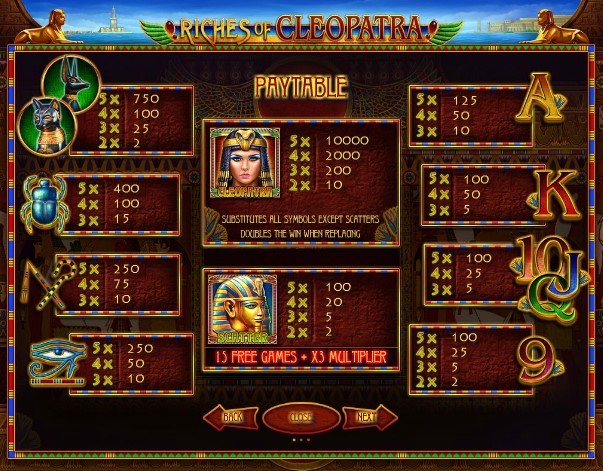 RICHES OF CLEOPATRA
PAYTABLE
5X 750
4X 100
3X 25
2X 2
5X 400
4X 100
3X 15
5X 250
4X 75
3X 10
5X 250
4X 50
3X 10
CLEOPATRA
5X 10000
4X 2000
3X 200
2X 10
SUBSTITUTES ALL SYMBOLS EXCEPT SCATTERS
DOUBLES THE WIN WHEN REPLACING
SCATTER
5X 100
4X 20
3X 5
2X 2
15 FREE GAMES + X3 MULTIPLIER
5X 125
4X 50
3X 10
A
5X 100
4X 50
3X 5
K
5X 100
4X 25
3X 5
10 J Q
5X 100
4X 25
3X 5
2X 2
9
BACK CLOSE NEXT